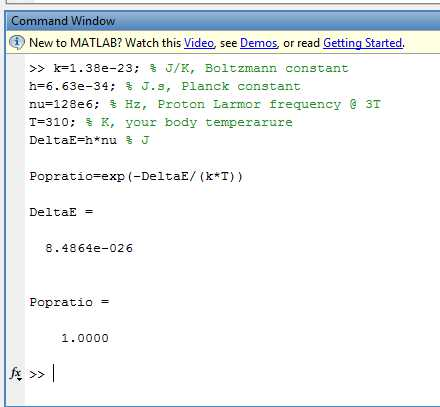 Command Window
New to MATLAB? Watch this Video, see Demos, or read Getting Started.
>> k=1.38e-23; % J/K, Boltzmann constant
h=6.63e-34; % J.s, Planck constant
nu=128e6; % Hz, Proton Larmor frequency @ 3T
T=310; % K, your body temperarure
DeltaE=h*nu % J
Popratio=exp(-DeltaE/(k*T))
DeltaE =
8.4864e-026
Popratio =
1.0000
fx >>